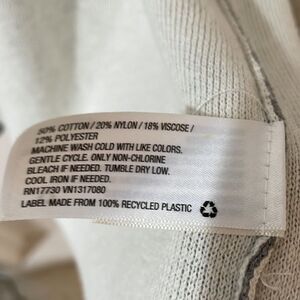 50% COTTON / 20% NYLON / 18% VISCOSE /
12% POLYESTER
MACHINE WASH COLD WITH LIKE COLORS.
GENTLE CYCLE. ONLY NON-CHLORINE
BLEACH IF NEEDED. TUMBLE DRY LOW.
COOL IRON IF NEEDED.
RN17730 VN1317080
LABEL MADE FROM 100% RECYCLED PLASTIC